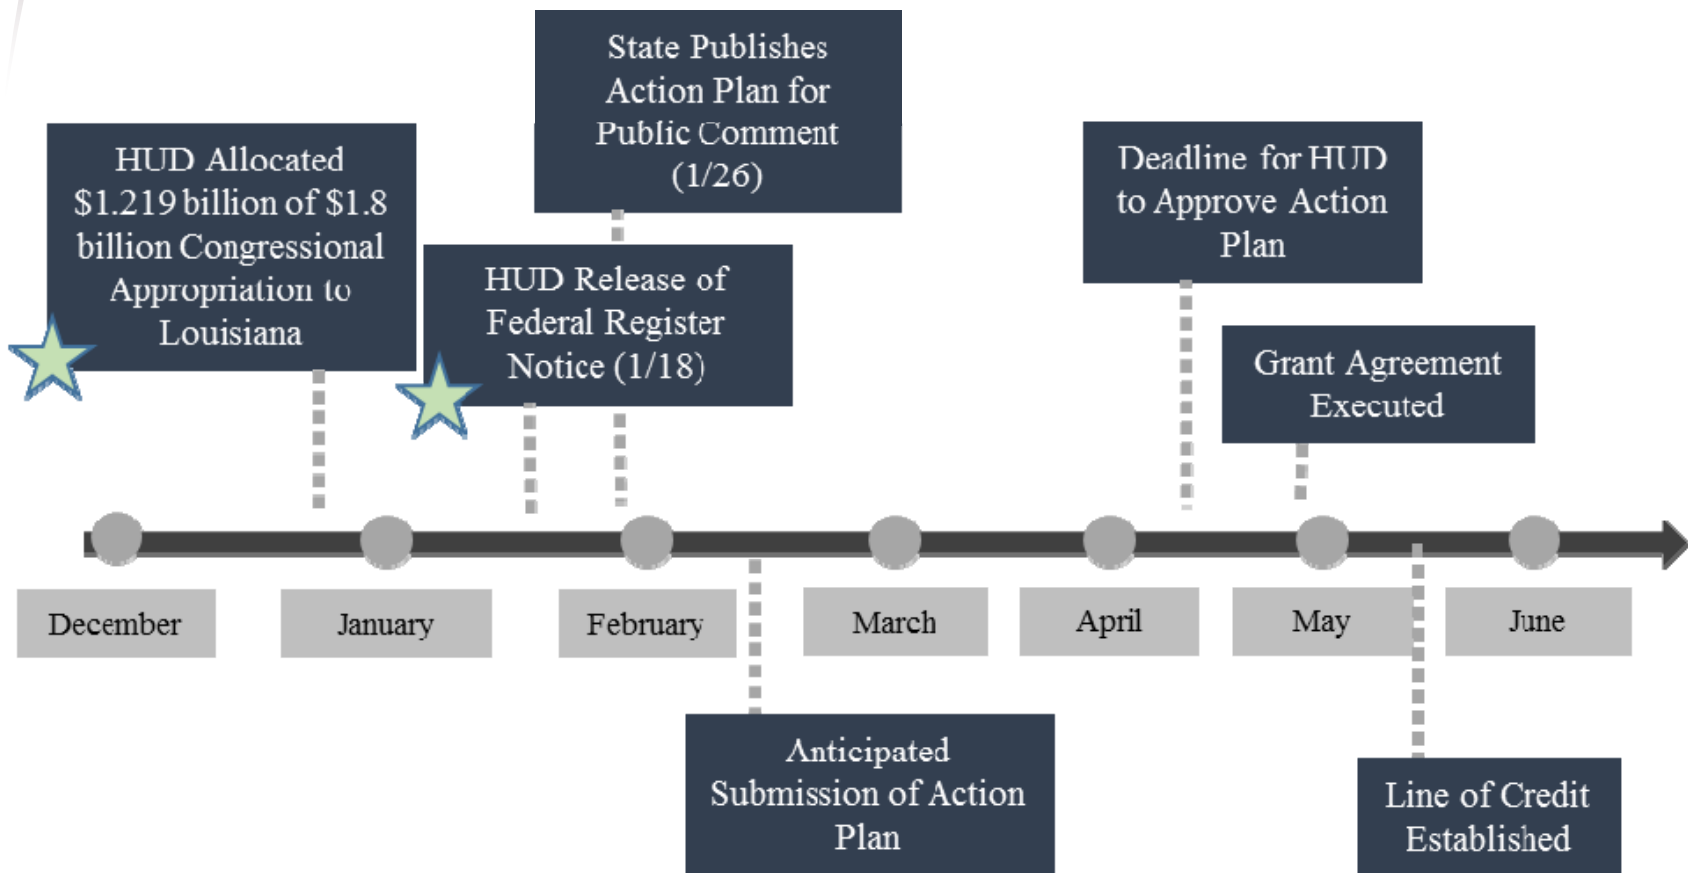 State Publishes
Action Plan for
Public Comment
(1/26)
HUD Allocated
$1.219 billion of $1.8
billion Congressional
Appropriation to
Louisiana
HUD Release of
Federal Register
Notice (1/18)
Deadline for HUD
to Approve Action
Plan
Grant Agreement
Executed
December
January
February
March
April
May
June
Anticipated
Submission of Action
Plan
Line of Credit
Established